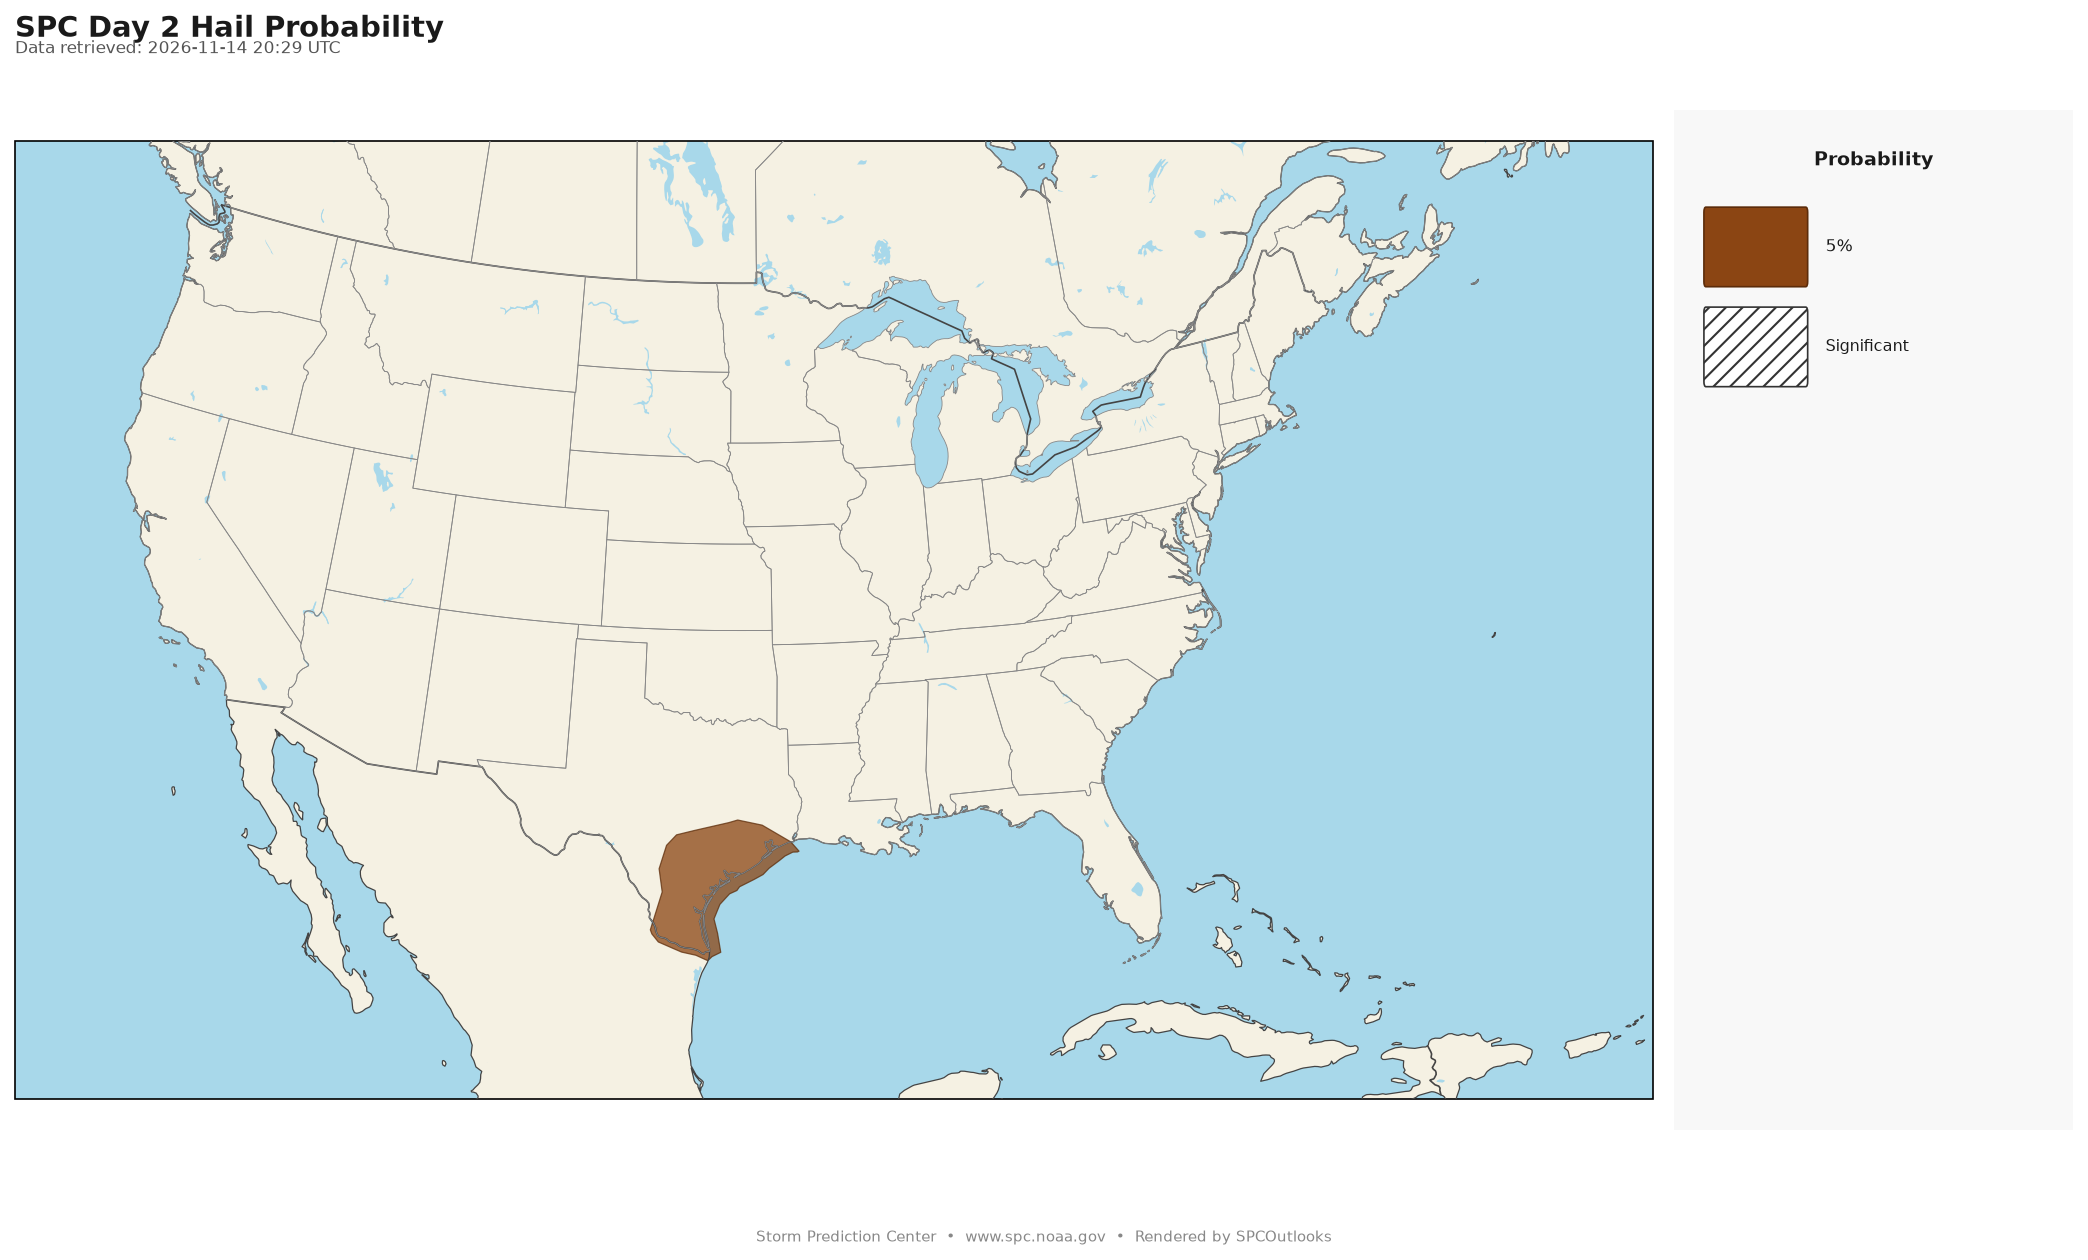 SPC Day 2 Hail Probability
Data retrieved: 2026-11-14 20:29 UTC
Probability
5%
Significant
Storm Prediction Center • www.spc.noaa.gov • Rendered by SPCOutlooks